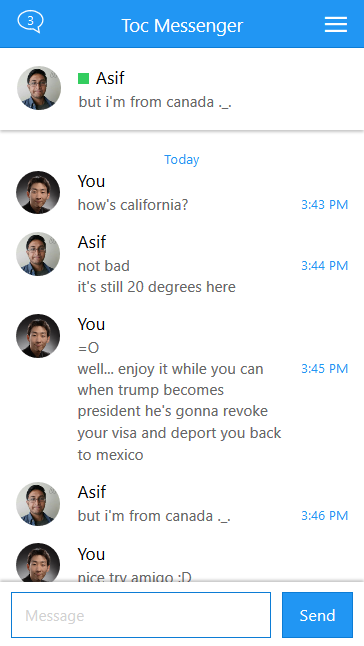 3
Toc Messenger
Asif
but i'm from canada ._.
Today
You
how's california?
3:43 PM
Asif
not bad
3:44 PM
it's still 20 degrees here
You
=O
well... enjoy it while you can
3:45 PM
when trump becomes
president he's gonna revoke
your visa and deport you back
to mexico
Asif
but i'm from canada ._.
3:46 PM
You
nice try amigo :D
Message
Send